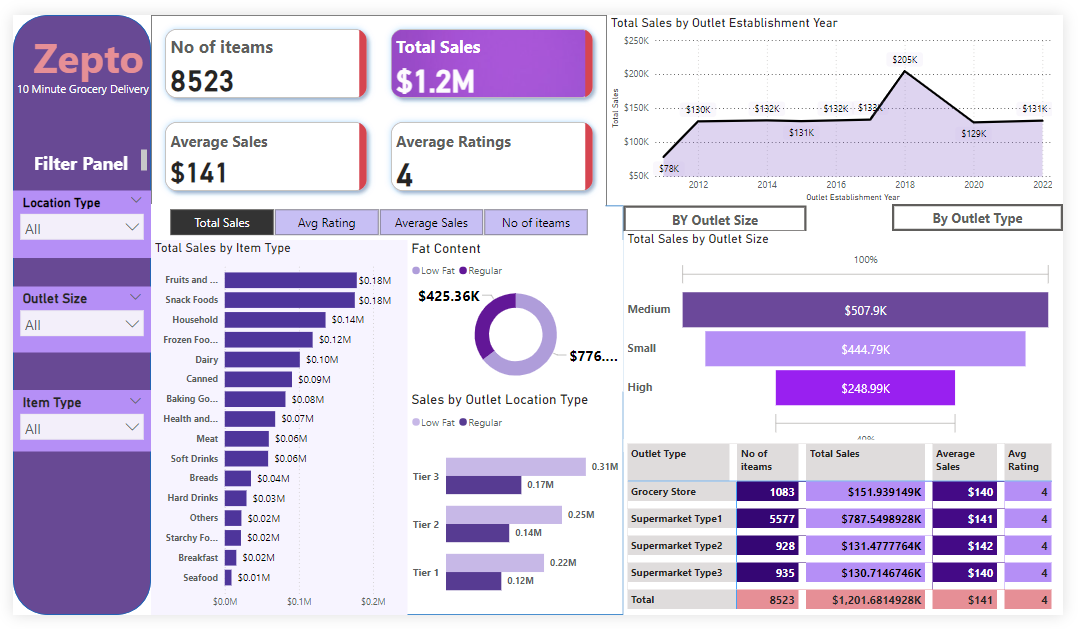 Zepto
10 Minute Grocery Delivery
Filter Panel
Location Type
All
Outlet Size
All
Item Type
All
No of iteams
8523
Total Sales
$1.2M
Average Sales
$141
Average Ratings
4
Total Sales by Outlet Establishment Year
Total Sales
$250K
$200K
$150K
$100K
$50K
$78K
$130K
$132K
$131K
$132K
$133K
$205K
$129K
$131K
2012 2014 2016 2018 2020 2022
Outlet Establishment Year
Total Sales Avg Rating Average Sales No of iteams
Total Sales by Item Type
Fruits and ... $0.18M
Snack Foods $0.18M
Household $0.14M
Frozen Foo... $0.12M
Dairy $0.10M
Canned $0.09M
Baking Go... $0.08M
Health and... $0.07M
Meat $0.06M
Soft Drinks $0.06M
Breads $0.04M
Hard Drinks $0.03M
Others $0.02M
Starchy Fo... $0.02M
Breakfast $0.02M
Seafood $0.01M
$0.0M $0.1M $0.2M
Fat Content
Low Fat Regular
$425.36K
$776....
Sales by Outlet Location Type
Low Fat Regular
Tier 3 0.31M
0.17M
Tier 2 0.25M
0.14M
Tier 1 0.22M
0.12M
BY Outlet Size
By Outlet Type
Total Sales by Outlet Size
100%
Medium $507.9K
Small $444.79K
High $248.99K
Outlet Type No of iteams Total Sales Average Sales Avg Rating
Grocery Store 1083 $151.939149K $140 4
Supermarket Type1 5577 $787.5498928K $141 4
Supermarket Type2 928 $131.4777764K $142 4
Supermarket Type3 935 $130.7146746K $140 4
Total 8523 $1,201.6814928K $141 4